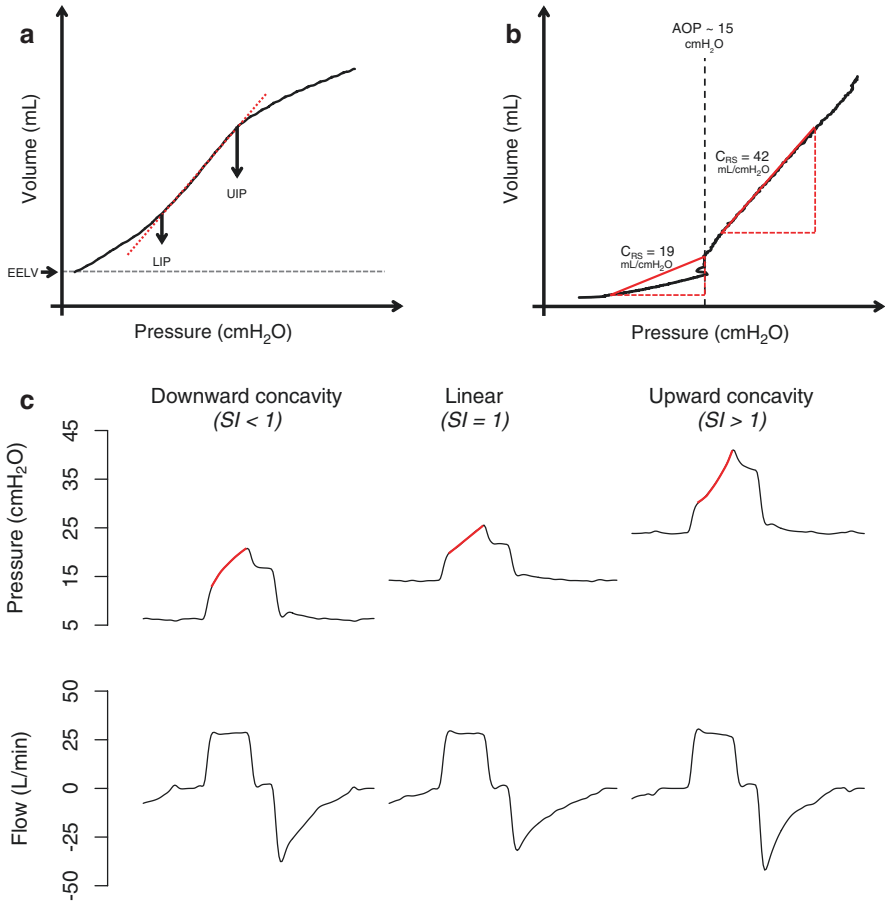 a
Volume (mL)
UIP
LIP
EELV
Pressure (cmH₂O)
b
AOP ~ 15
cmH₂O
Volume (mL)
C_RS = 42
mL/cmH₂O
C_RS = 19
mL/cmH₂O
Pressure (cmH₂O)
c
Downward concavity
(SI < 1)
Linear
(SI = 1)
Upward concavity
(SI > 1)
Pressure (cmH₂O)
45
35
25
15
5
Flow (L/min)
50
25
0
-25
-50